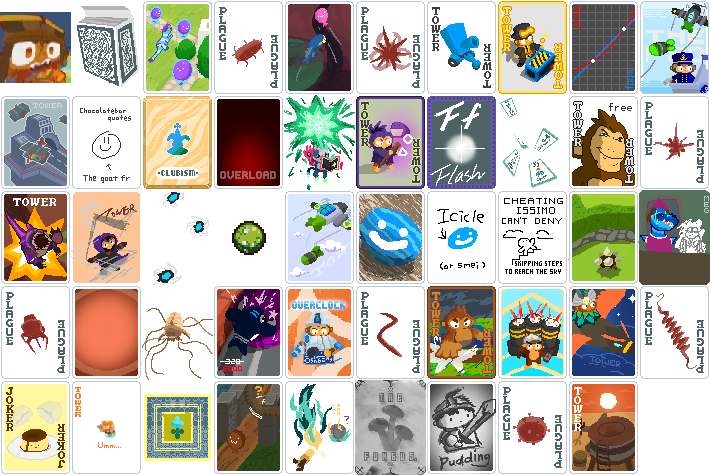 PLAGUE
PLAGUE
PLAGUE
PLAGUE
TOWER
TOWER
TOWER
TOWER
TOWER
Chocolatebar
quotes
The goat fr
•CLUBISM•
OVERLOAD
TOWER
TOWER
Ft
Flash
TOWER
free
TOWER
PLAGUE
PLAGUE
TOWER
TOWER
Icicle
(or smei)
CHEATING
ISSIMO
CAN'T DENY
SKIPPING STEPS
TO REACH THE SKY
PLAGUE
PLAGUE
OVERCLOCK
PLAGUE
PLAGUE
TOWER
TOWER
TOWER
PLAGUE
PLAGUE
JOKER
JOKER
TOWER
Umm...
?
THE
FUNGUS.
Pudding
PLAGUE
PLAGUE
TOWER